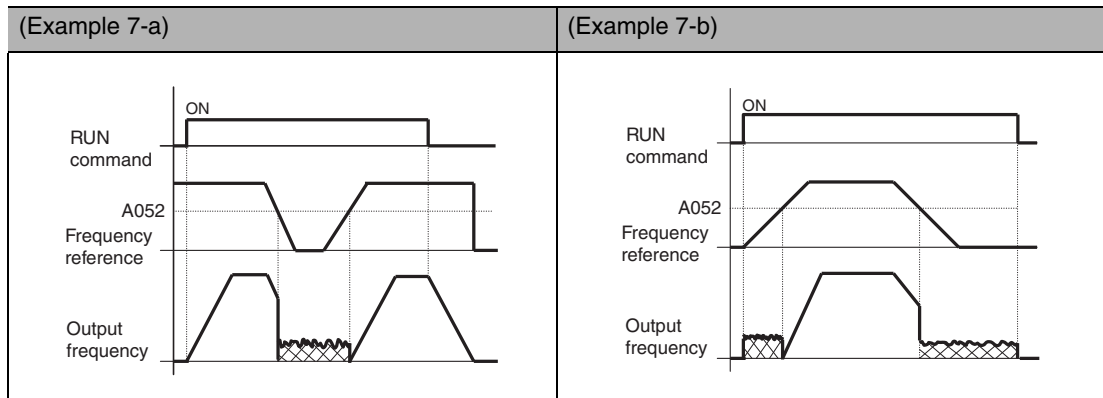 (Example 7-a)
ON
RUN
command
A052
Frequency
reference
Output
frequency
(Example 7-b)
ON
RUN
command
A052
Frequency
reference
Output
frequency